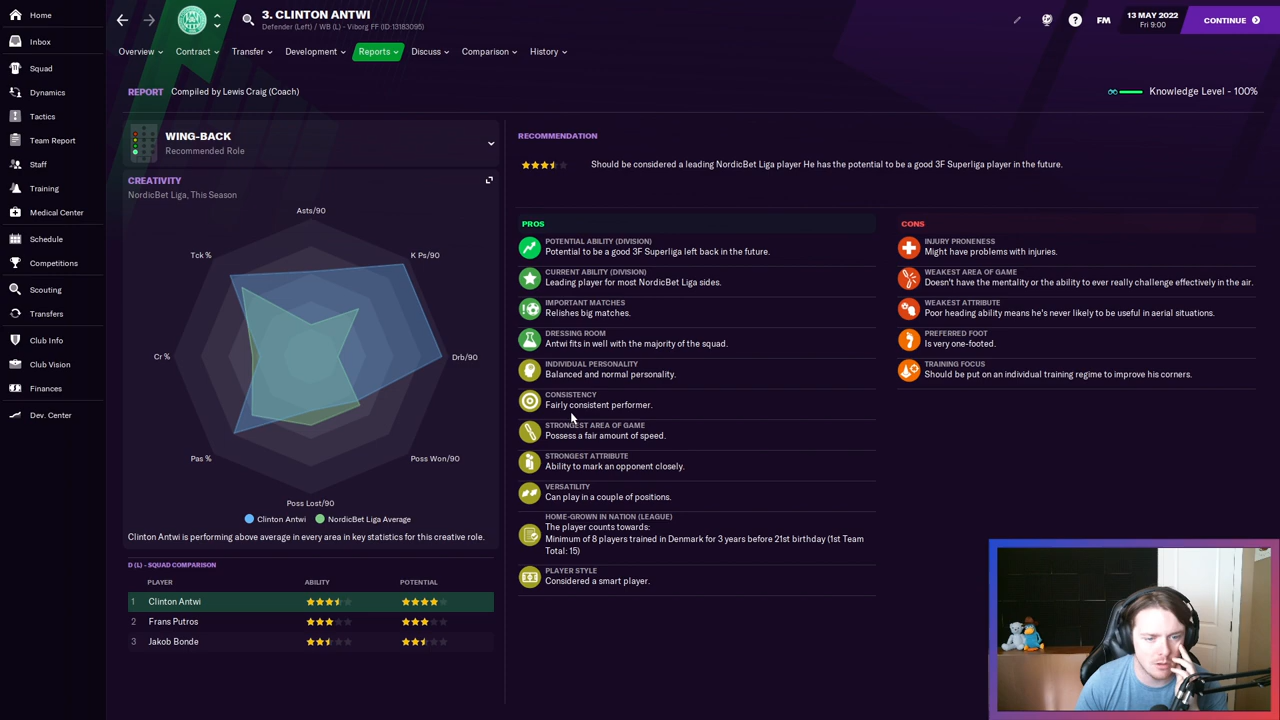 Home
Inbox
Squad
Dynamics
Tactics
Team Report
Staff
Training
Medical Center
Schedule
Competitions
Scouting
Transfers
Club Info
Club Vision
Finances
Dev. Center
3. CLINTON ANTWI
Defender (Left) / WB (L) - Viborg FF (ID:13183095)
FM
13 MAY 2022
Fri 9:00
CONTINUE
Overview
Contract
Transfer
Development
Reports
Discuss
Comparison
History
REPORT Compiled by Lewis Craig (Coach)
Knowledge Level - 100%
WING-BACK
Recommended Role
CREATIVITY
NordicBet Liga, This Season
Asts/90
K Ps/90
Drb/90
Poss Won/90
Poss Lost/90
Pas %
Cr %
Tck %
Clinton Antwi
NordicBet Liga Average
Clinton Antwi is performing above average in every area in key statistics for this creative role.
D (L) - SQUAD COMPARISON
PLAYER ABILITY POTENTIAL
1 Clinton Antwi
2 Frans Putros
3 Jakob Bonde
RECOMMENDATION
Should be considered a leading NordicBet Liga player He has the potential to be a good 3F Superliga player in the future.
PROS
POTENTIAL ABILITY (DIVISION)
Potential to be a good 3F Superliga left back in the future.
CURRENT ABILITY (DIVISION)
Leading player for most NordicBet Liga sides.
IMPORTANT MATCHES
Relishes big matches.
DRESSING ROOM
Antwi fits in well with the majority of the squad.
INDIVIDUAL PERSONALITY
Balanced and normal personality.
CONSISTENCY
Fairly consistent performer.
STRONGEST AREA OF GAME
Possess a fair amount of speed.
STRONGEST ATTRIBUTE
Ability to mark an opponent closely.
VERSATILITY
Can play in a couple of positions.
HOME-GROWN IN NATION (LEAGUE)
The player counts towards:
Minimum of 8 players trained in Denmark for 3 years before 21st birthday (1st Team
Total: 15)
PLAYER STYLE
Considered a smart player.
CONS
INJURY PRONENESS
Might have problems with injuries.
WEAKEST AREA OF GAME
Doesn't have the mentality or the ability to ever really challenge effectively in the air.
WEAKEST ATTRIBUTE
Poor heading ability means he's never likely to be useful in aerial situations.
PREFERRED FOOT
Is very one-footed.
TRAINING FOCUS
Should be put on an individual training regime to improve his corners.